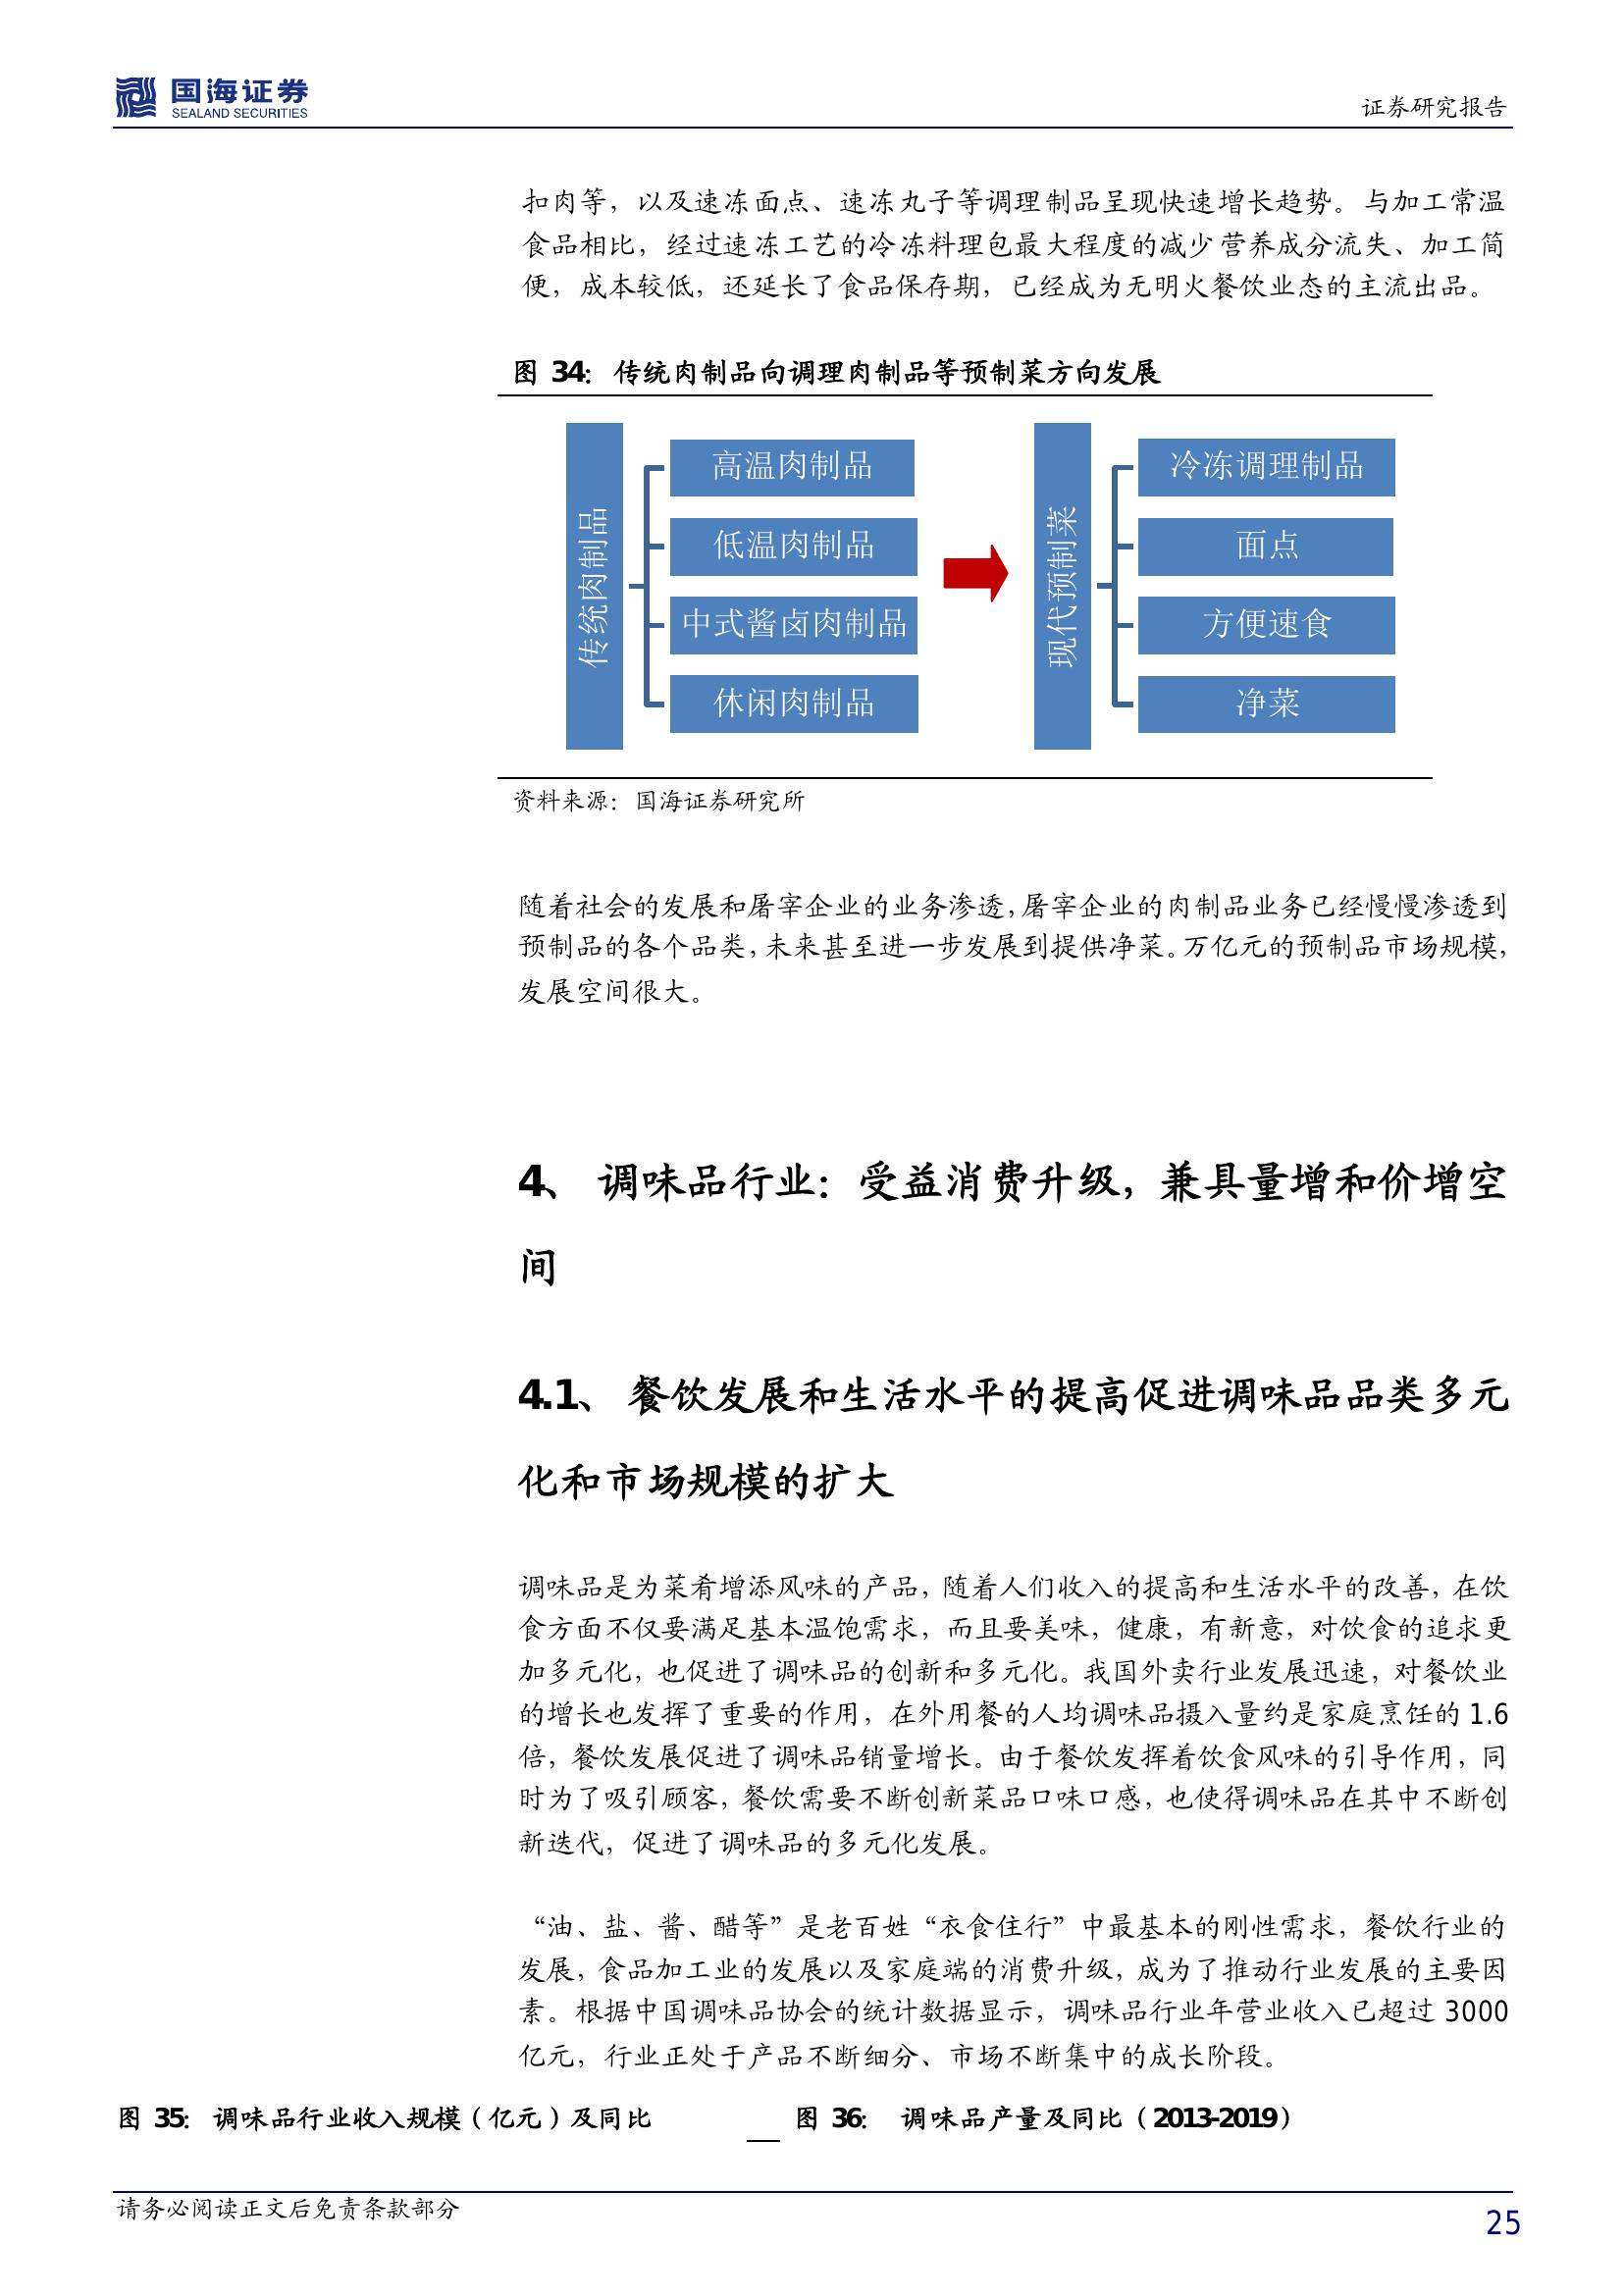 国海证券
SEALAND SECURITIES
证券研究报告
扣肉等，以及速冻面点、速冻丸子等调理制品呈现快速增长趋势。与加工常温
食品相比，经过速冻工艺的冷冻料理包最大程度的减少营养成分流失、加工简
便，成本较低，还延长了食品保存期，已经成为无明火餐饮业态的主流出品。
图 34：传统肉制品向调理肉制品等预制菜方向发展
传统肉制品
高温肉制品
低温肉制品
中式酱卤肉制品
休闲肉制品
现代预制菜
冷冻调理制品
面点
方便速食
净菜
资料来源：国海证券研究所
随着社会的发展和屠宰企业的业务渗透，屠宰企业的肉制品业务已经慢慢渗透到
预制品的各个品类，未来甚至进一步发展到提供净菜。万亿元的预制品市场规模，
发展空间很大。
4、 调味品行业：受益消费升级，兼具量增和价增空
间
4.1、 餐饮发展和生活水平的提高促进调味品品类多元
化和市场规模的扩大
调味品是为菜肴增添风味的产品，随着人们收入的提高和生活水平的改善，在饮
食方面不仅要满足基本温饱需求，而且要美味，健康，有新意，对饮食的追求更
加多元化，也促进了调味品的创新和多元化。我国外卖行业发展迅速，对餐饮业
的增长也发挥了重要的作用，在外用餐的人均调味品摄入量约是家庭烹饪的 1.6
倍，餐饮发展促进了调味品销量增长。由于餐饮发挥着饮食风味的引导作用，同
时为了吸引顾客，餐饮需要不断创新菜品口味口感，也使得调味品在其中不断创
新迭代，促进了调味品的多元化发展。
“油、盐、酱、醋等”是老百姓“衣食住行”中最基本的刚性需求，餐饮行业的
发展，食品加工业的发展以及家庭端的消费升级，成为了推动行业发展的主要因
素。根据中国调味品协会的统计数据显示，调味品行业年营业收入已超过 3000
亿元，行业正处于产品不断细分、市场不断集中的成长阶段。
图 35：调味品行业收入规模（亿元）及同比
图 36： 调味品产量及同比（2013-2019）
请务必阅读正文后免责条款部分
25